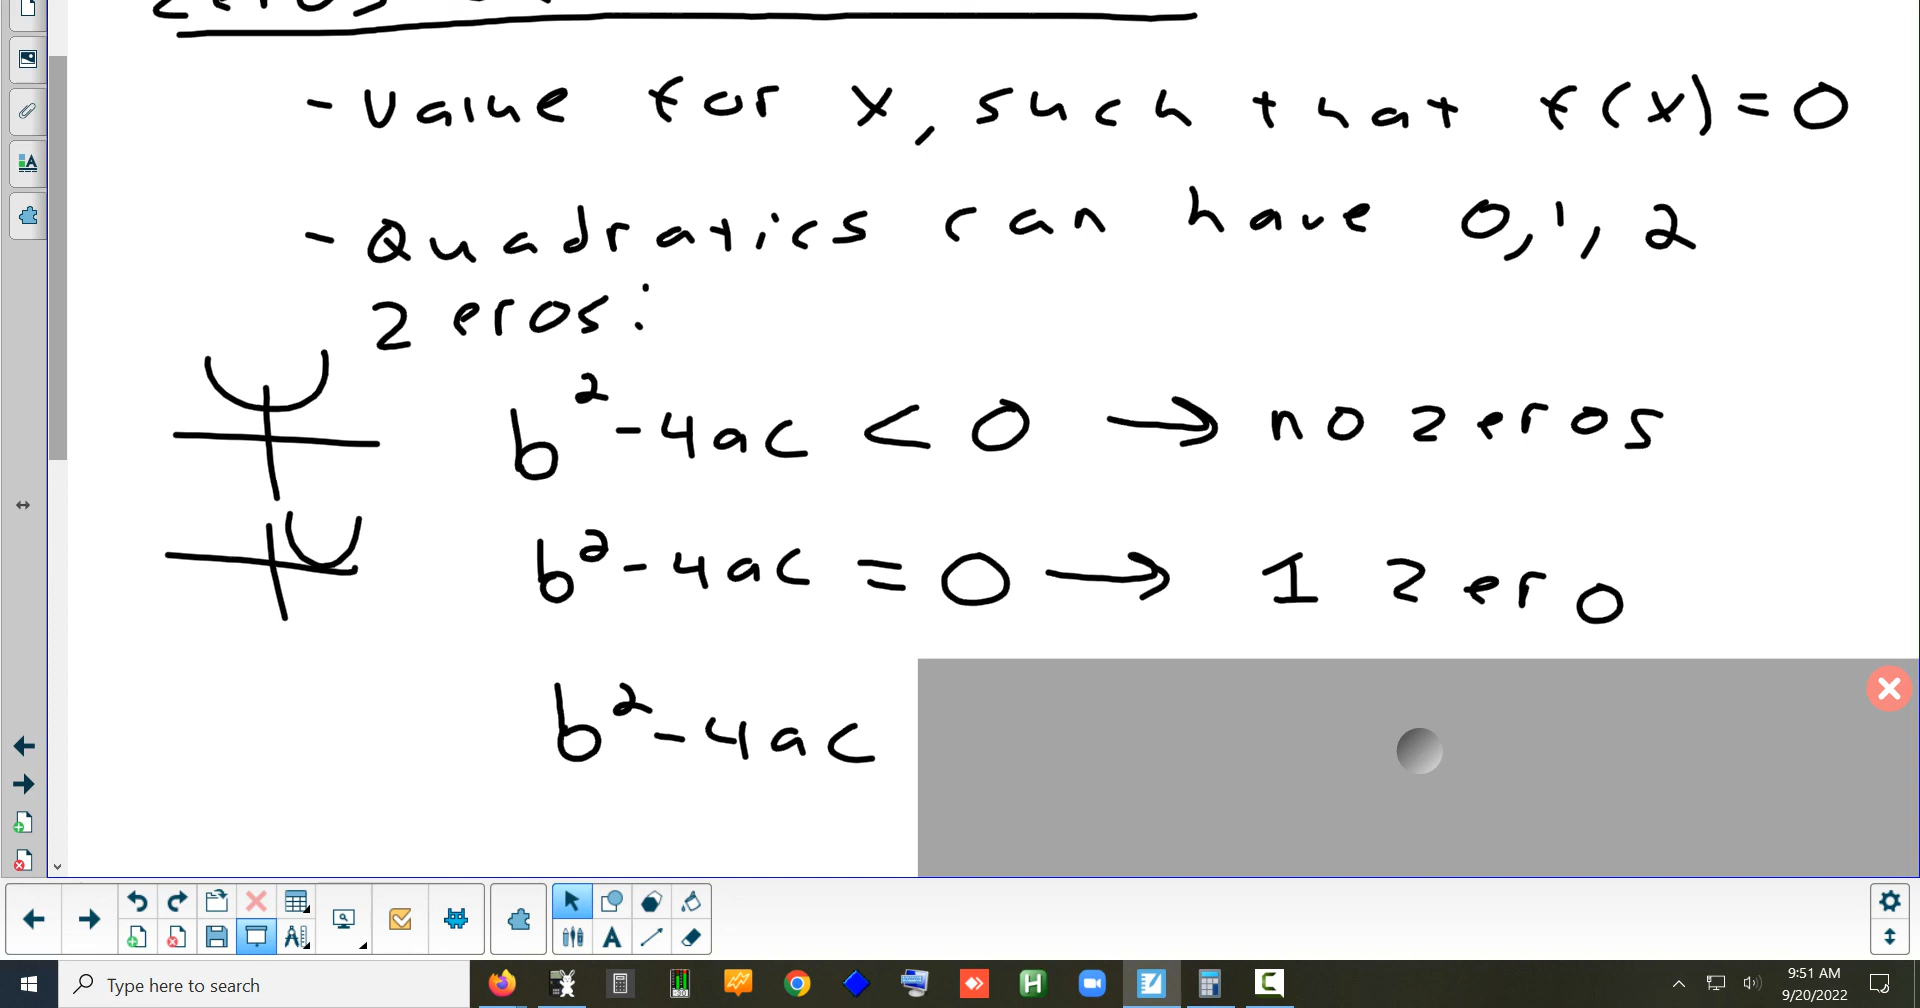 - Value for x, such that f(x) = 0
- Quadratics can have 0, 1, 2
zeros:
b² - 4ac < 0 → no zeros
b² - 4ac = 0 → 1 zero
b² - 4ac
Type here to search
9:51 AM
9/20/2022